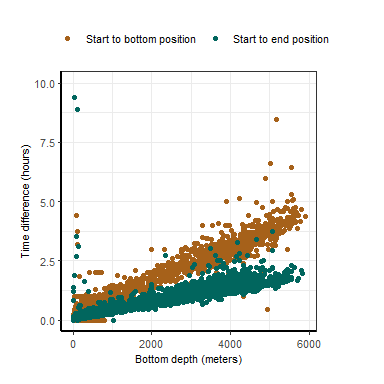 Start to bottom position Start to end position
10.0
7.5
5.0
2.5
0.0
Time difference (hours)
0 2000 4000 6000
Bottom depth (meters)